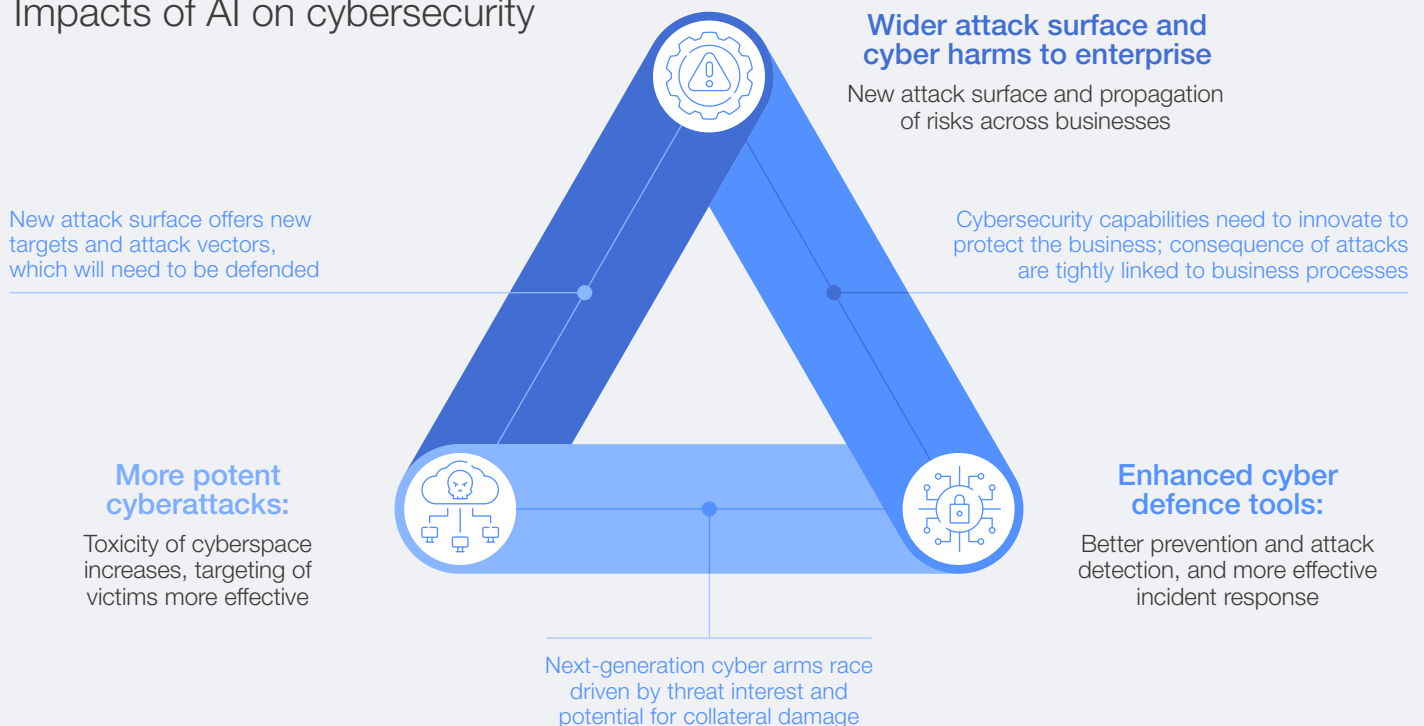 Impacts of AI on cybersecurity
Wider attack surface and
cyber harms to enterprise
New attack surface and propagation
of risks across businesses
New attack surface offers new
targets and attack vectors,
which will need to be defended
Cybersecurity capabilities need to innovate to
protect the business; consequence of attacks
are tightly linked to business processes
More potent
cyberattacks:
Toxicity of cyberspace
increases, targeting of
victims more effective
Enhanced cyber
defence tools:
Better prevention and attack
detection, and more effective
incident response
Next-generation cyber arms race
driven by threat interest and
potential for collateral damage